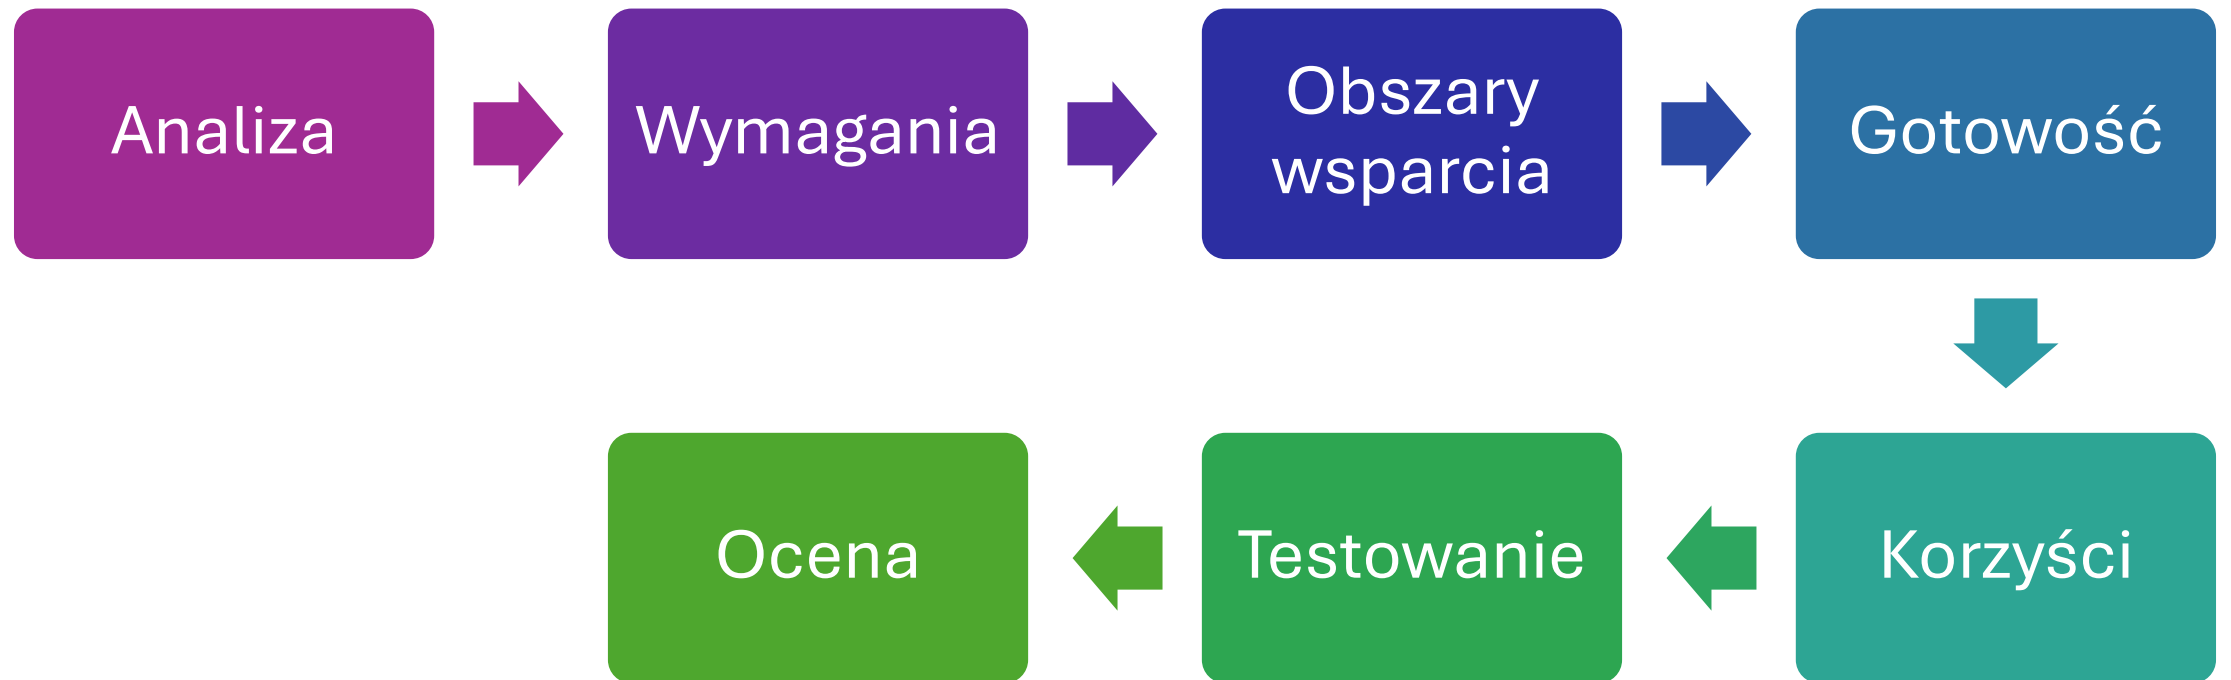 Analiza
Wymagania
Obszary
wsparcia
Gotowość
Korzyści
Testowanie
Ocena